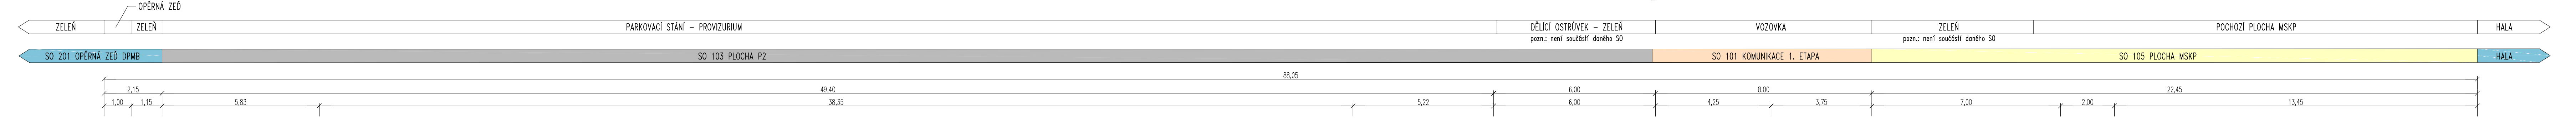 OPĚRNÁ ZEĎ
ZELEŇ ZELEŇ PARKOVACÍ STÁNÍ - PROVIZURIUM DĚLÍCÍ OSTRŮVEK - ZELEŇ VOZOVKA ZELEŇ POCHOZÍ PLOCHA MSKP HALA
pozn.: není součástí daného SO pozn.: není součástí daného SO
SO 201 OPĚRNÁ ZEĎ DPMB SO 103 PLOCHA P2 SO 101 KOMUNIKACE 1. ETAPA SO 105 PLOCHA MSKP HALA
88,05
2,15 49,40 6,00 8,00 22,45
1,00 1,15 5,83 38,35 5,22 6,00 4,25 3,75 7,00 2,00 13,45